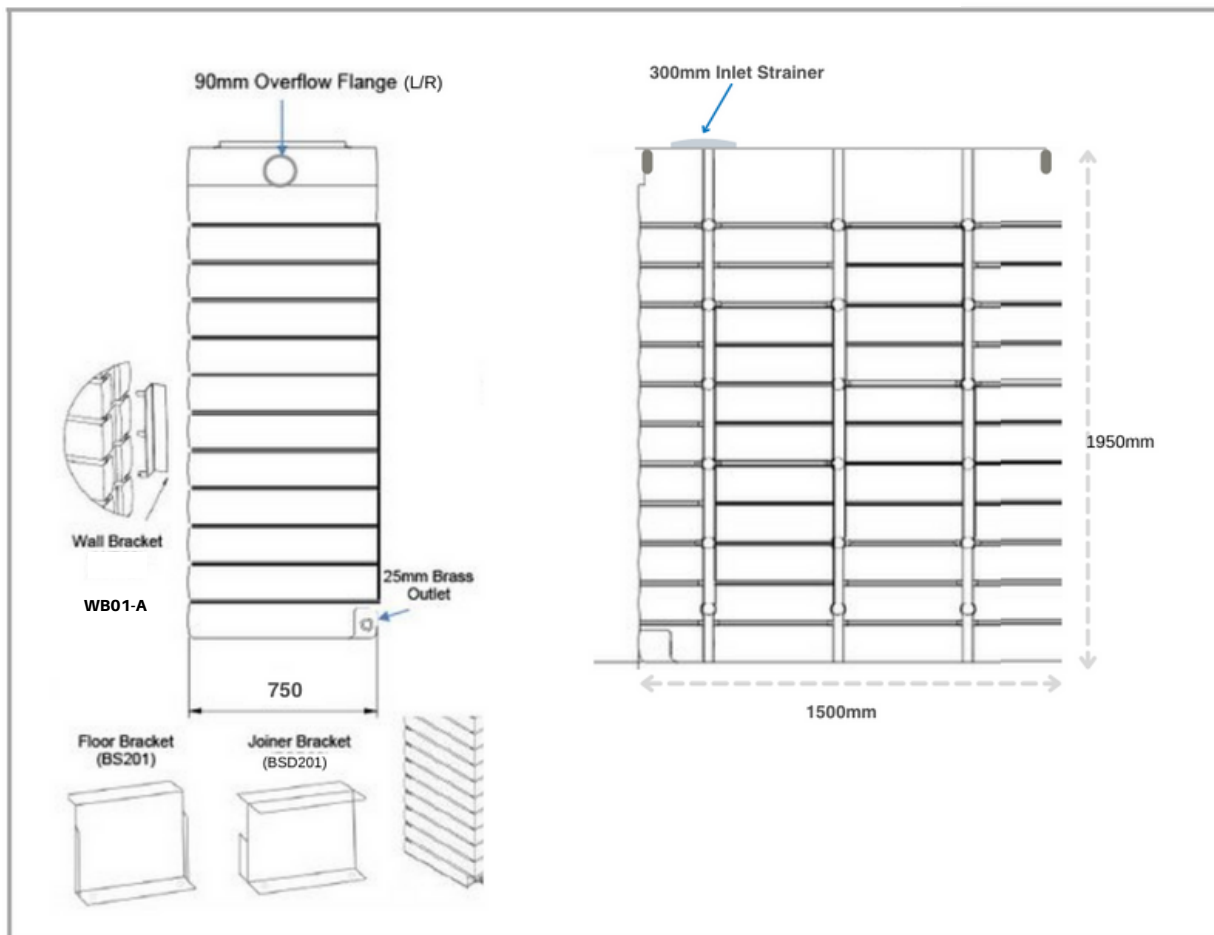 90mm Overflow Flange (L/R)
300mm Inlet Strainer
1950mm
Wall Bracket
WB01-A
25mm Brass
Outlet
750
1500mm
Floor Bracket
(BS201)
Joiner Bracket
(BSD201)